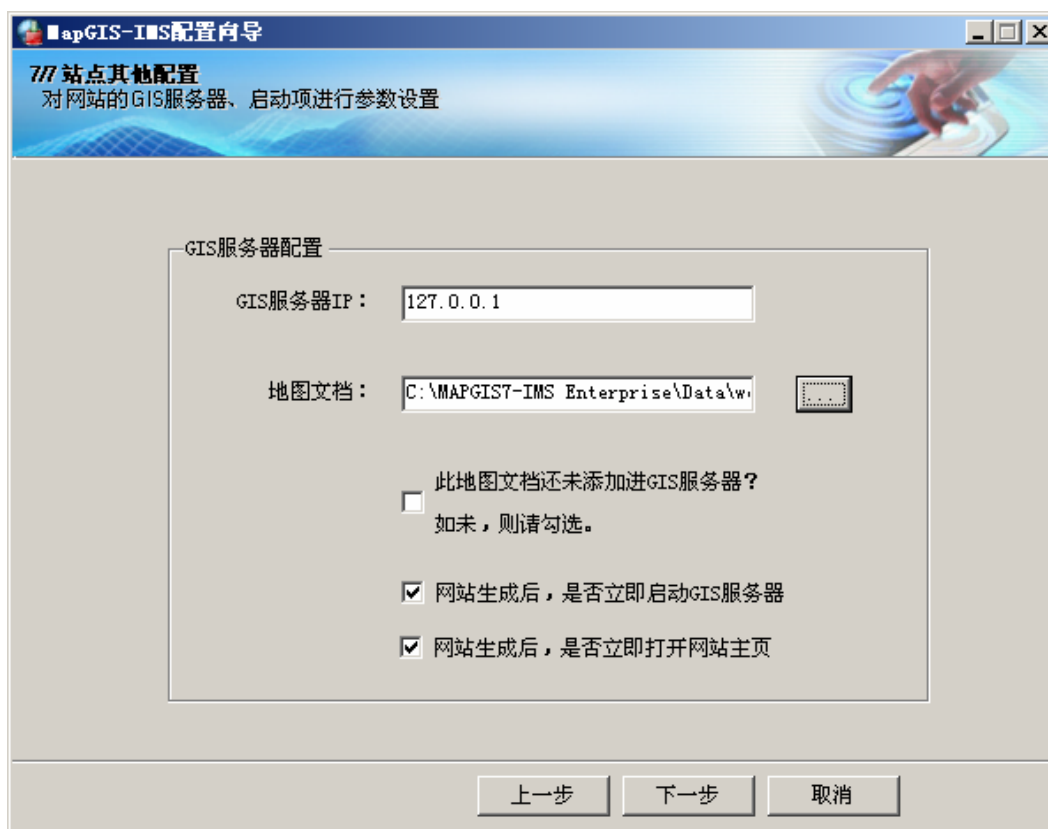 MapGIS-IMS配置向导
7/7 站点其他配置
对网站的GIS服务器、启动项进行参数设置
GIS服务器配置
GIS服务器IP：
127.0.0.1
地图文档：
C:\MAPGIS7-IMS Enterprise\Data\w
...
此地图文档还未添加进GIS服务器？
如未，则请勾选。
网站生成后，是否立即启动GIS服务器
网站生成后，是否立即打开网站主页
上一步
下一步
取消